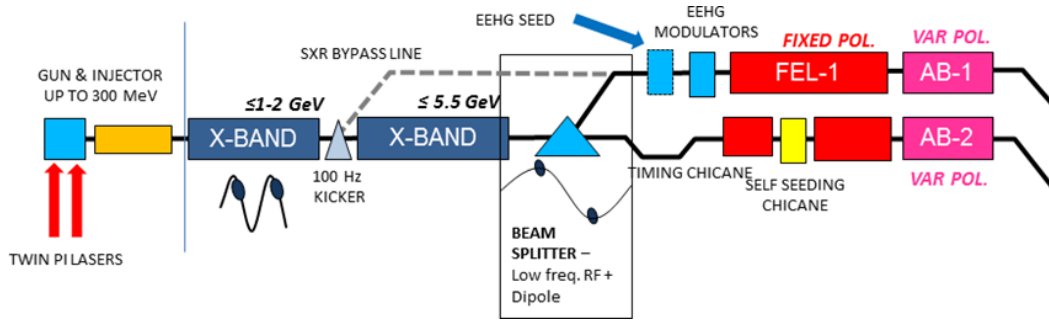 EEHG SEED
EEHG
MODULATORS
FIXED POL.
VAR POL.
SXR BYPASS LINE
GUN & INJECTOR
UP TO 300 MeV
≤1-2 GeV
≤ 5.5 GeV
FEL-1
AB-1
X-BAND
X-BAND
AB-2
100 Hz
KICKER
TIMING CHICANE
SELF SEEDING
CHICANE
VAR POL.
TWIN PI LASERS
BEAM
SPLITTER –
Low freq. RF +
Dipole